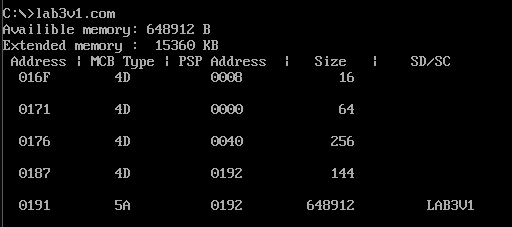 C:\>lab3v1.com
Availible memory: 648912 B
Extended memory :  15360 KB
 Address | MCB Type | PSP Address  |   Size   |    SD/SC
  016F       4D         0008            16
  0171       4D         0000            64
  0176       4D         0040           256
  0187       4D         0192           144
  0191       5A         0192        648912         LAB3V1